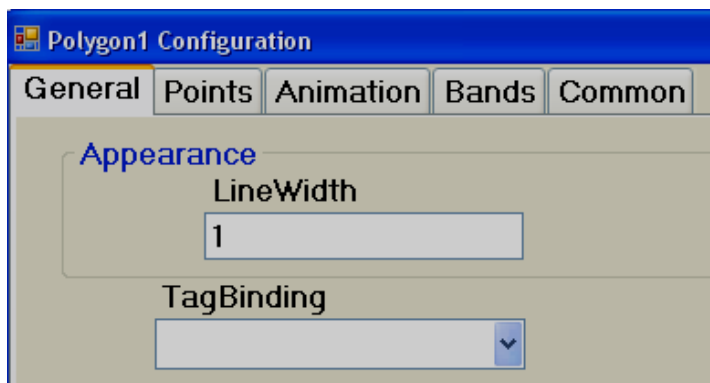 Polygon1 Configuration
General Points Animation Bands Common
Appearance
LineWidth
1
TagBinding